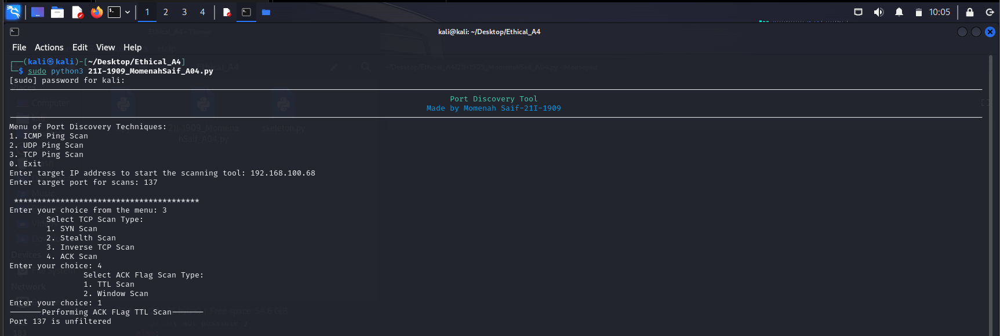 1 2 3 4 10:05
kali@kali: ~/Desktop/Ethical_A4
File Actions Edit View Help
(kali㉿kali)-[~/Desktop/Ethical_A4]
$ sudo python3 21I-1909_MomenahSaif_A04.py
[sudo] password for kali:
Port Discovery Tool
Made by Momenah Saif-21I-1909
Menu of Port Discovery Techniques:
1. ICMP Ping Scan
2. UDP Ping Scan
3. TCP Ping Scan
0. Exit
Enter target IP address to start the scanning tool: 192.168.100.68
Enter target port for scans: 137
****************************************
Enter your choice from the menu: 3
Select TCP Scan Type:
1. SYN Scan
2. Stealth Scan
3. Inverse TCP Scan
4. ACK Scan
Enter your choice: 4
Select ACK Flag Scan Type:
1. TTL Scan
2. Window Scan
Enter your choice: 1
-------Performing ACK FLag TTL Scan-------
Port 137 is unfiltered